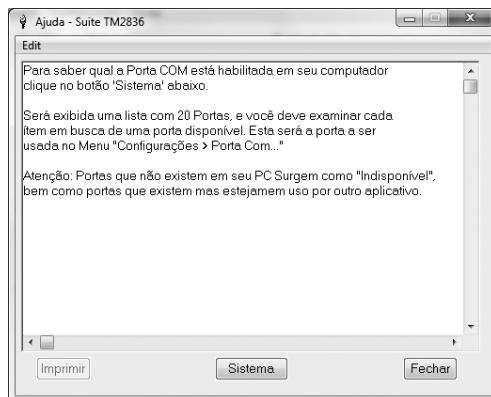 Ajuda - Suite TM2836
Edit
Para saber qual a Porta COM está habilitada em seu computador
clique no botão 'Sistema' abaixo.
Será exibida uma lista com 20 Portas, e você deve examinar cada
ítem em busca de uma porta disponível. Esta será a porta a ser
usada no Menu "Configurações > Porta Com..."
Atenção: Portas que não existem em seu PC Surgem como "Indisponível",
bem como portas que existem mas estejamem uso por outro aplicativo.
Imprimir
Sistema
Fechar